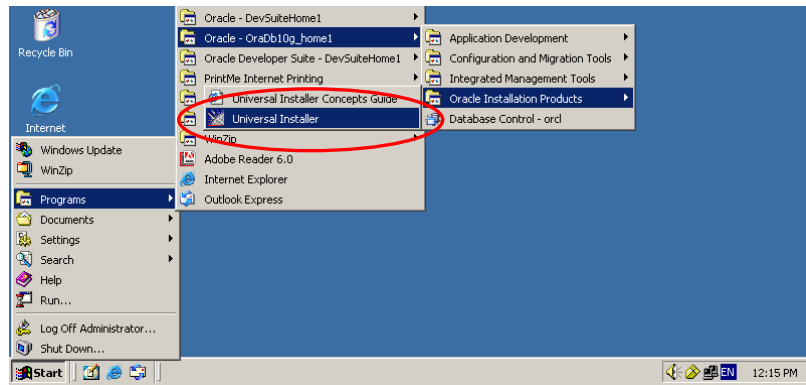 Recycle Bin
Internet
Windows Update
WinZip
Programs
Documents
Settings
Search
Help
Run...
Log Off Administrator...
Shut Down...
Oracle - DevSuiteHome1
Oracle - OraDb10g_home1
Oracle Developer Suite - DevSuiteHome1
PrintMe Internet Printing
Universal Installer Concepts Guide
Universal Installer
WinZip
Adobe Reader 6.0
Internet Explorer
Outlook Express
Application Development
Configuration and Migration Tools
Integrated Management Tools
Oracle Installation Products
Database Control - orcl
Start
EN
12:15 PM